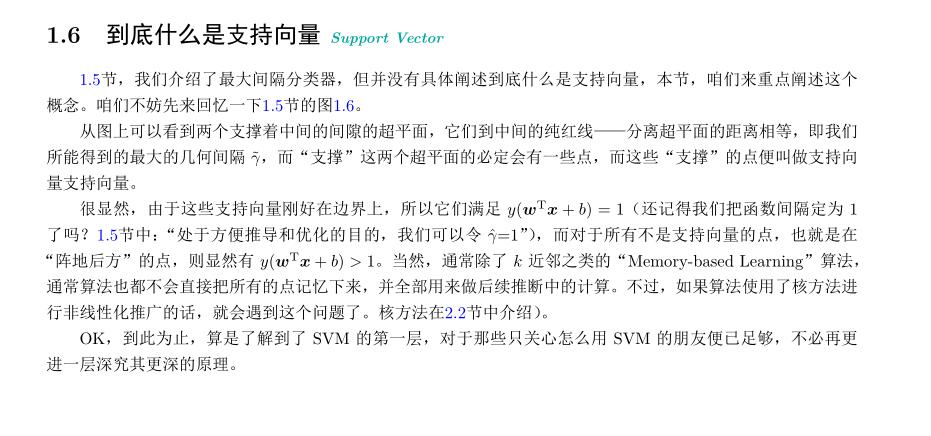 1.6 到底什么是支持向量 Support Vector
1.5节，我们介绍了最大间隔分类器，但并没有具体阐述到底什么是支持向量，本节，咱们来重点阐述这个
概念。咱们不妨先来回忆一下1.5节的图1.6。
从图上可以看到两个支撑着中间的间隙的超平面，它们到中间的纯红线——分离超平面的距离相等，即我们
所能得到的最大的几何间隔 γ̃，而“支撑”这两个超平面的必定会有一些点，而这些“支撑”的点便叫做支持向
量支持向量。
很显然，由于这些支持向量刚好在边界上，所以它们满足 y(wᵀx + b) = 1（还记得我们把函数间隔定为 1
了吗？1.5节中：“处于方便推导和优化的目的，我们可以令 γ̂=1”），而对于所有不是支持向量的点，也就是在
“阵地后方”的点，则显然有 y(wᵀx + b) > 1。当然，通常除了 k 近邻之类的“Memory-based Learning”算法，
通常算法也都不会直接把所有的点记忆下来，并全部用来做后续推断中的计算。不过，如果算法使用了核方法进
行非线性化推广的话，就会遇到这个问题了。核方法在2.2节中介绍）。
OK，到此为止，算是了解到了 SVM 的第一层，对于那些只关心怎么用 SVM 的朋友便已足够，不必再更
进一层深究其更深的原理。